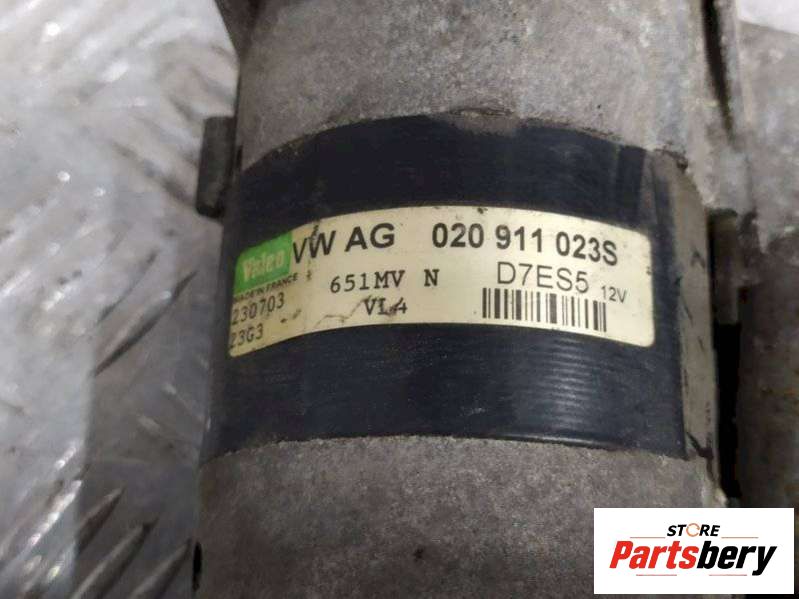 Valeo VW AG 020 911 023S
MADE IN FRANCE 651MV N D7ES5 12V
230703 VL4
23G3
STORE
Partsbery